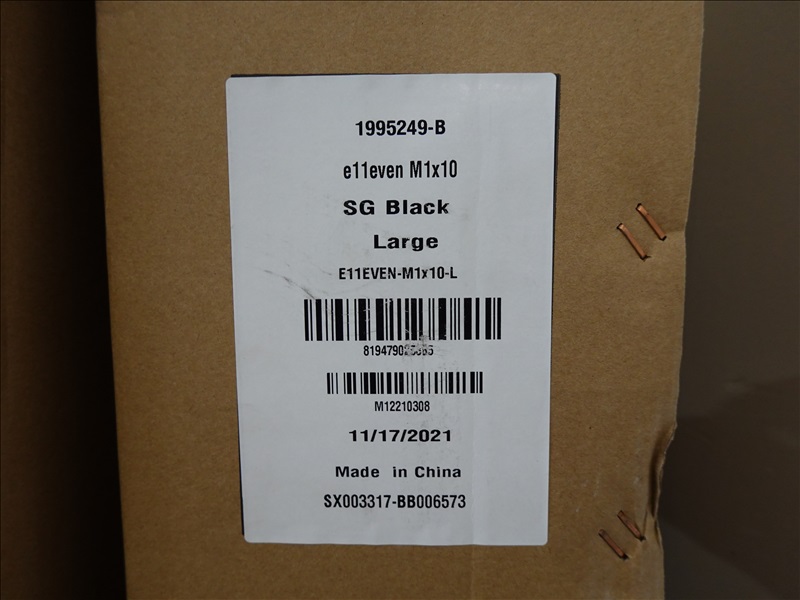 1995249-B
e11even M1x10
SG Black
Large
E11EVEN-M1x10-L
M12210308
11/17/2021
Made in China
SX003317-BB006573